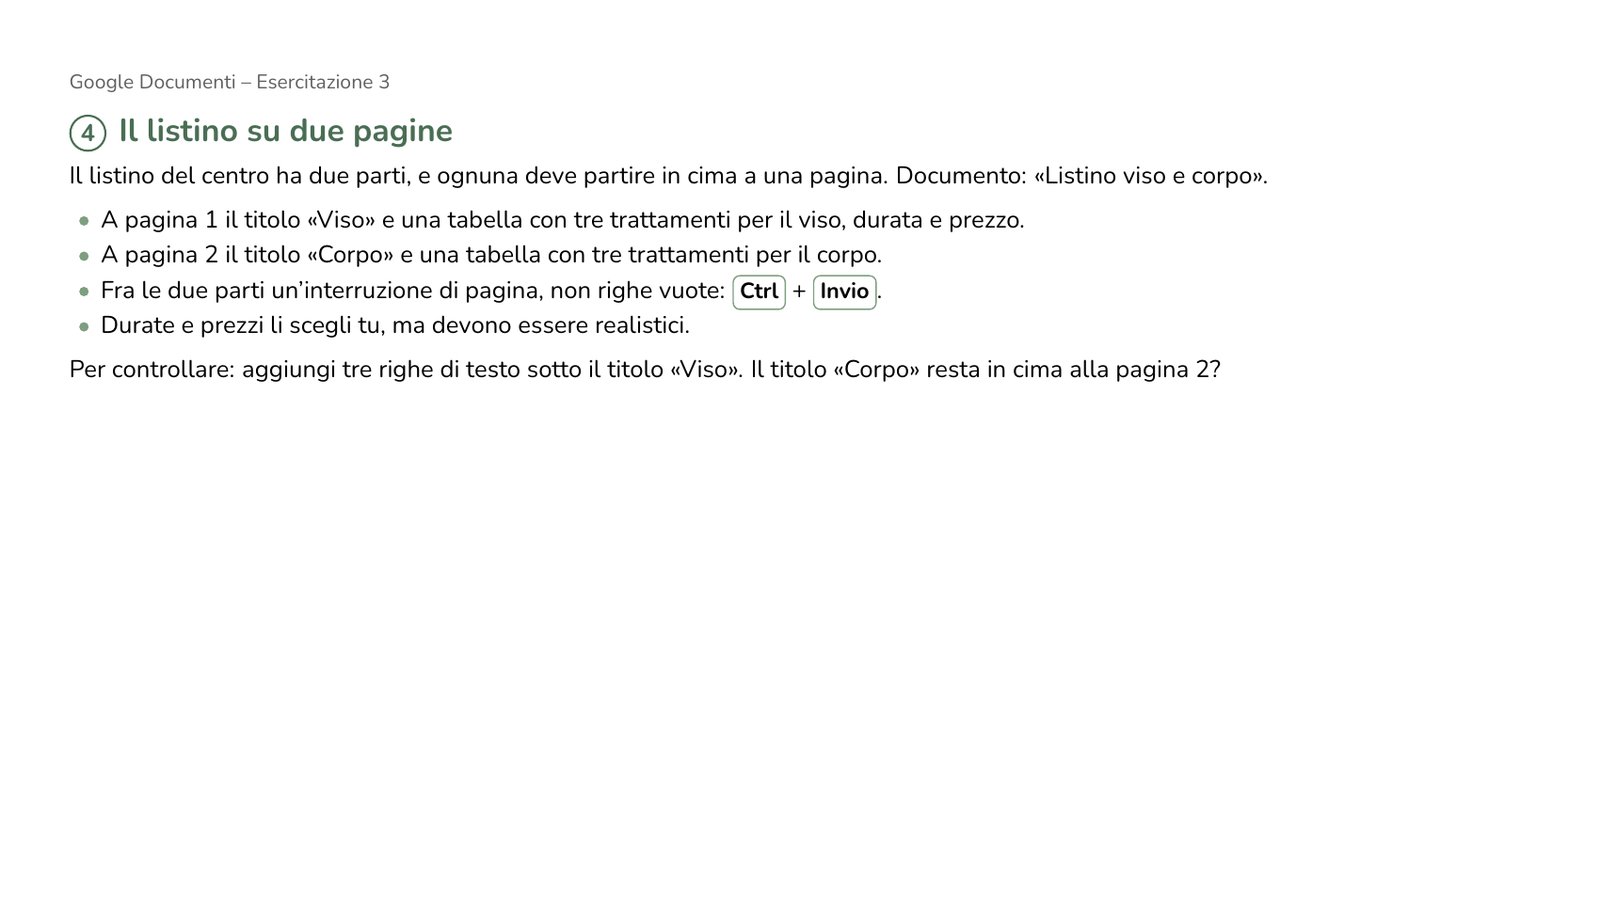 Google Documenti – Esercitazione 3
4 Il listino su due pagine
Il listino del centro ha due parti, e ognuna deve partire in cima a una pagina. Documento: «Listino viso e corpo».
• A pagina 1 il titolo «Viso» e una tabella con tre trattamenti per il viso, durata e prezzo.
• A pagina 2 il titolo «Corpo» e una tabella con tre trattamenti per il corpo.
• Fra le due parti un’interruzione di pagina, non righe vuote: Ctrl + Invio.
• Durate e prezzi li scegli tu, ma devono essere realistici.
Per controllare: aggiungi tre righe di testo sotto il titolo «Viso». Il titolo «Corpo» resta in cima alla pagina 2?